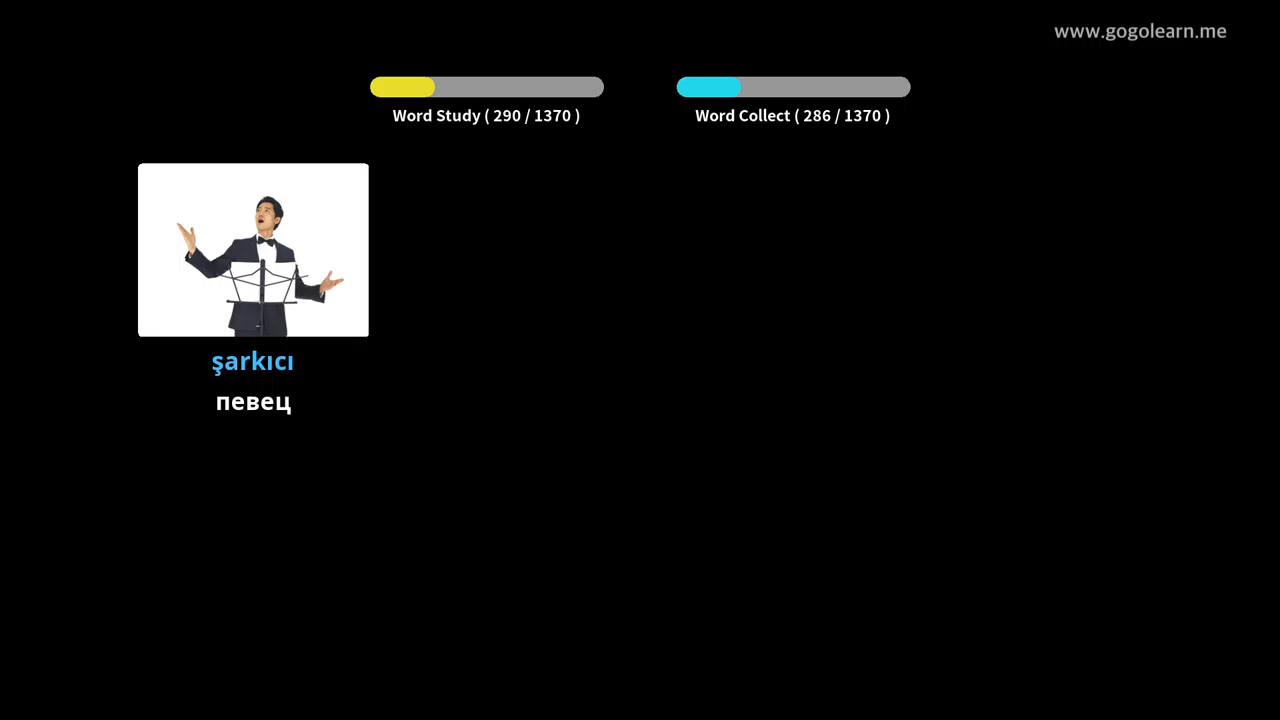 www.gogolearn.me
Word Study ( 290 / 1370 )
Word Collect ( 286 / 1370 )
şarkıcı
певец